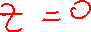 z = 0